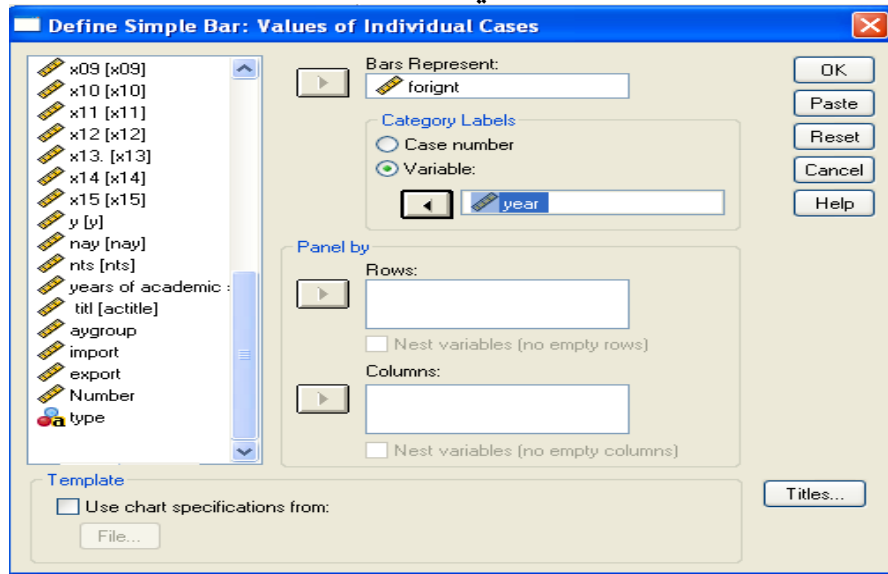 Define Simple Bar: Values of Individual Cases
x09 [x09]
x10 [x10]
x11 [x11]
x12 [x12]
x13. [x13]
x14 [x14]
x15 [x15]
y [y]
nay [nay]
nts [nts]
years of academic
titl [actitle]
aygroup
import
export
Number
type
Bars Represent:
forignt
Category Labels
Case number
Variable:
year
Panel by
Rows:
Nest variables (no empty rows)
Columns:
Nest variables (no empty columns)
OK
Paste
Reset
Cancel
Help
Template
Use chart specifications from:
File...
Titles...